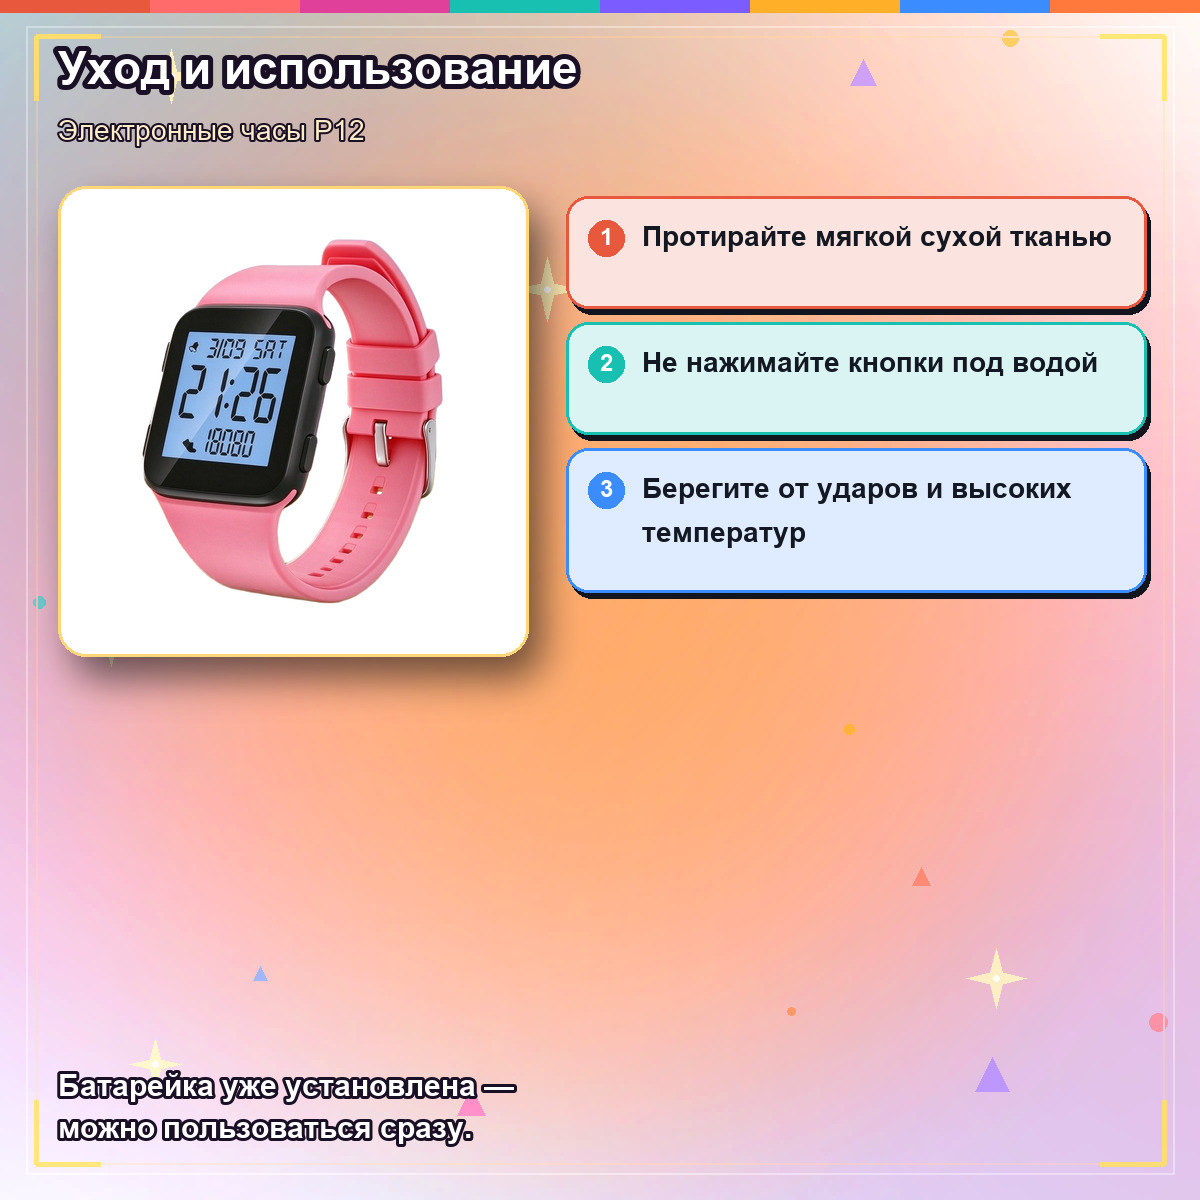 Уход и использование
Электронные часы P12
3/09 SAT
21:26
18080
1 Протирайте мягкой сухой тканью
2 Не нажимайте кнопки под водой
3 Берегите от ударов и высоких
температур
Батарейка уже установлена —
можно пользоваться сразу.